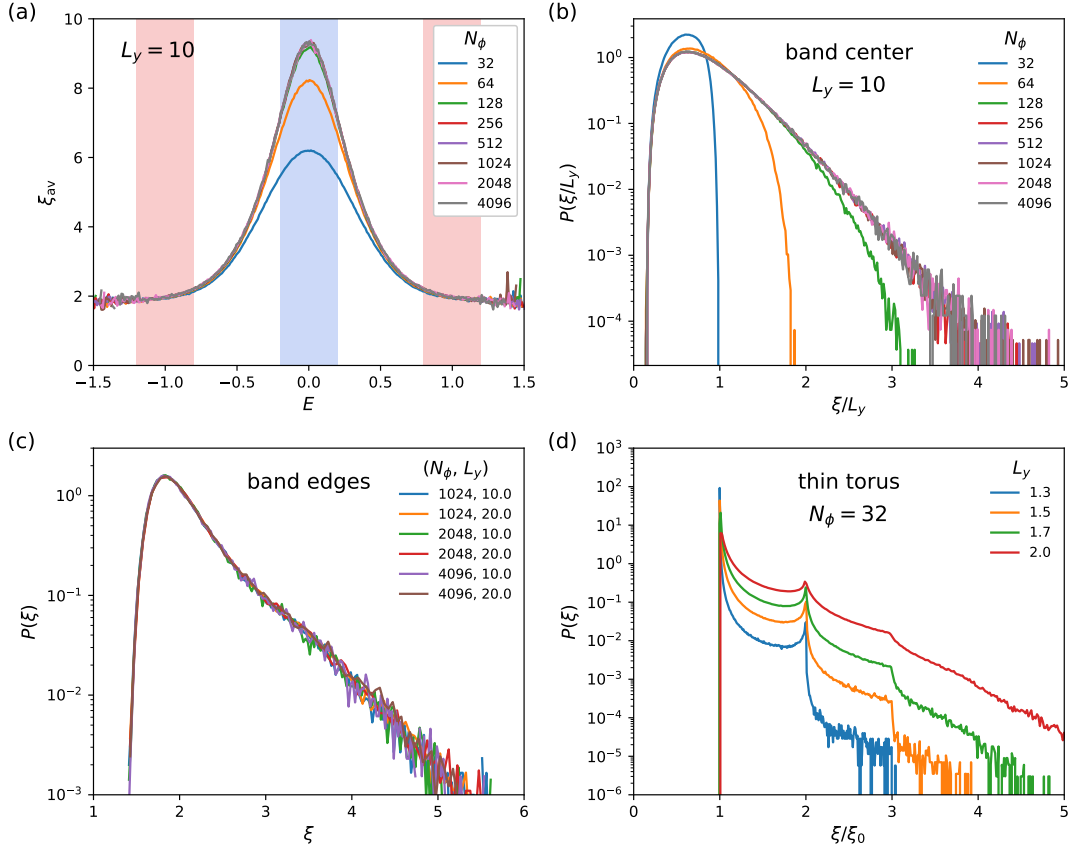 (a)
L_y = 10
N_ϕ
32
64
128
256
512
1024
2048
4096
ξ_av
10
8
6
4
2
0
−1.5 −1.0 −0.5 0.0 0.5 1.0 1.5
E
(b)
band center
L_y = 10
N_ϕ
32
64
128
256
512
1024
2048
4096
P(ξ/L_y)
10^0
10^−1
10^−2
10^−3
10^−4
0 1 2 3 4 5
ξ/L_y
(c)
band edges
(N_ϕ, L_y)
1024, 10.0
1024, 20.0
2048, 10.0
2048, 20.0
4096, 10.0
4096, 20.0
P(ξ)
10^0
10^−1
10^−2
10^−3
1 2 3 4 5 6
ξ
(d)
thin torus
N_ϕ = 32
L_y
1.3
1.5
1.7
2.0
P(ξ)
10^3
10^2
10^1
10^0
10^−1
10^−2
10^−3
10^−4
10^−5
10^−6
0 1 2 3 4 5
ξ/ξ_0